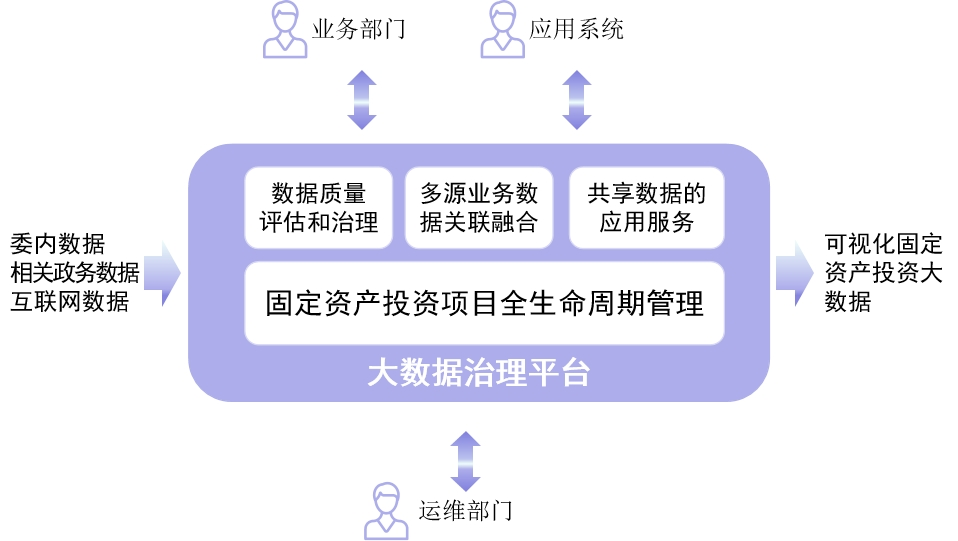 业务部门
应用系统
数据质量
评估和治理
多源业务数
据关联融合
共享数据的
应用服务
委内数据
相关政务数据
互联网数据
固定资产投资项目全生命周期管理
大数据治理平台
可视化固定
资产投资大
数据
运维部门